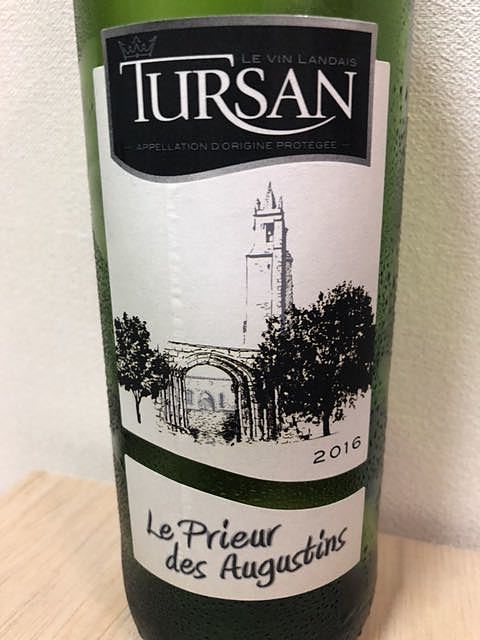 LE VIN LANDAIS
TURSAN
APPELLATION D'ORIGINE PROTÉGÉE
2016
Le Prieur
des Augustins